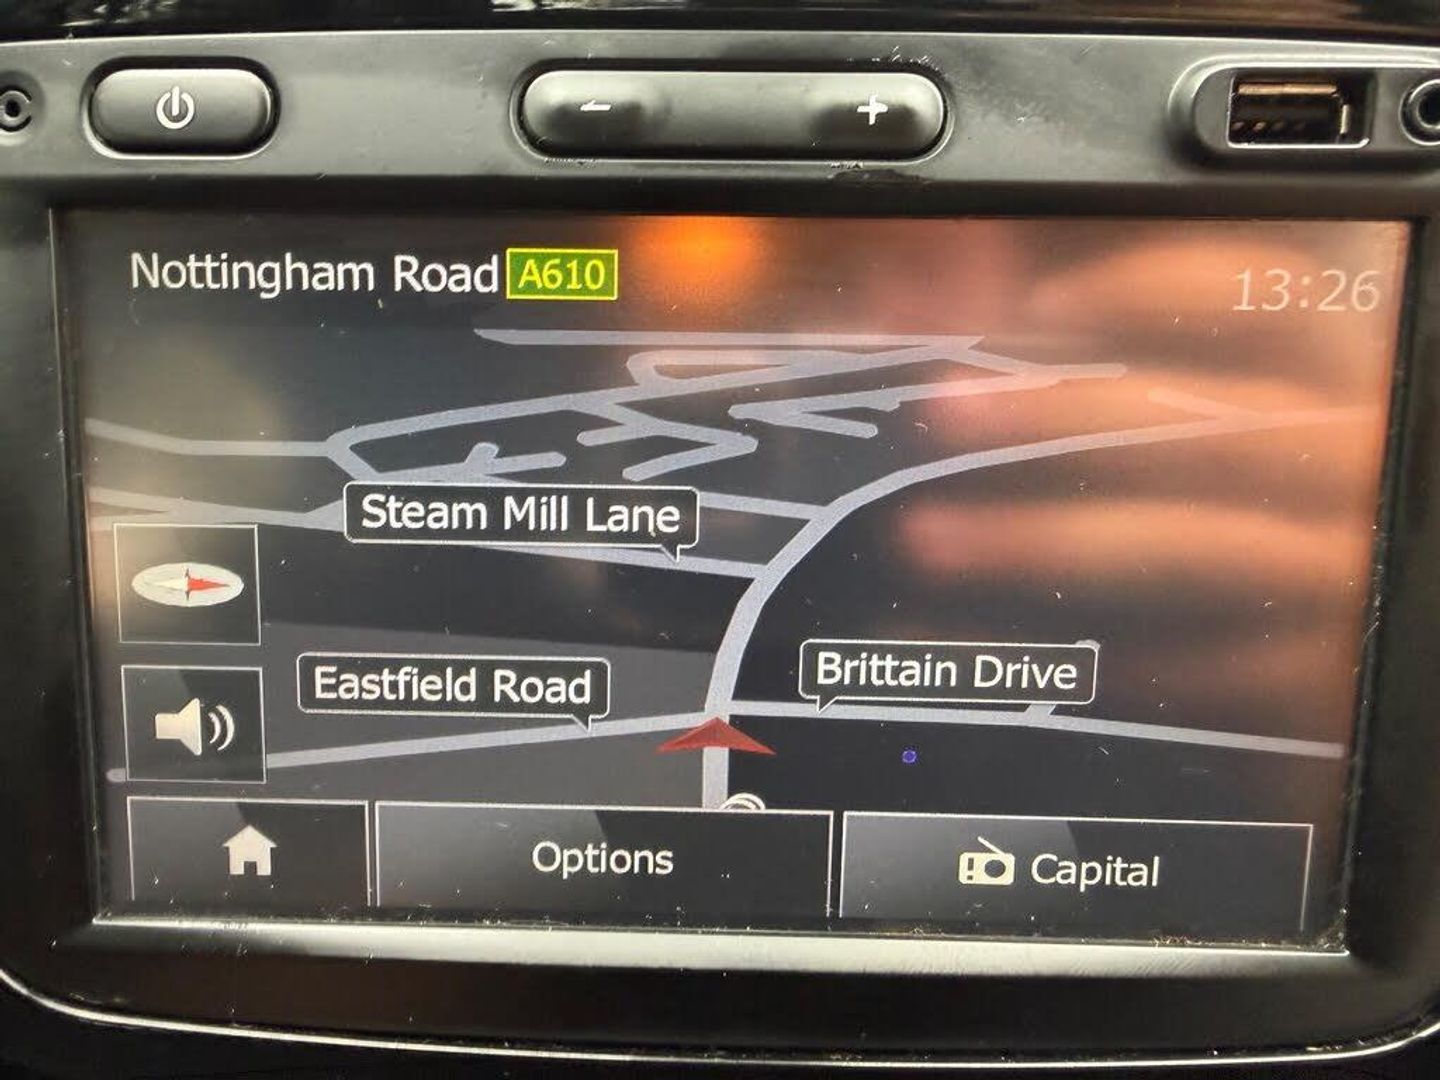 Nottingham Road A610
13:26
Steam Mill Lane
Eastfield Road
Brittain Drive
Options
Capital